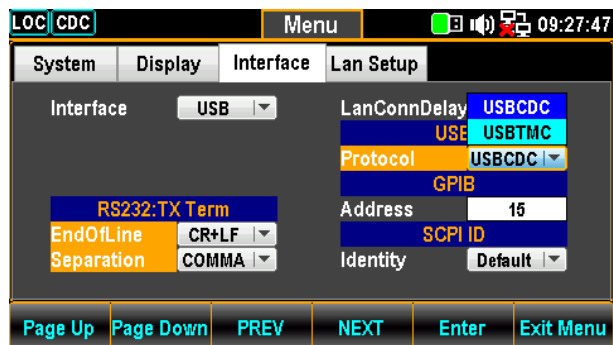 LOC CDC Menu 09:27:47
System Display Interface Lan Setup
Interface USB LanConnDelay USBCDC
USB USBTMC
Protocol USBCDC
GPIB
RS232:TX Term Address 15
EndOfLine CR+LF SCPI ID
Separation COMMA Identity Default
Page Up Page Down PREV NEXT Enter Exit Menu